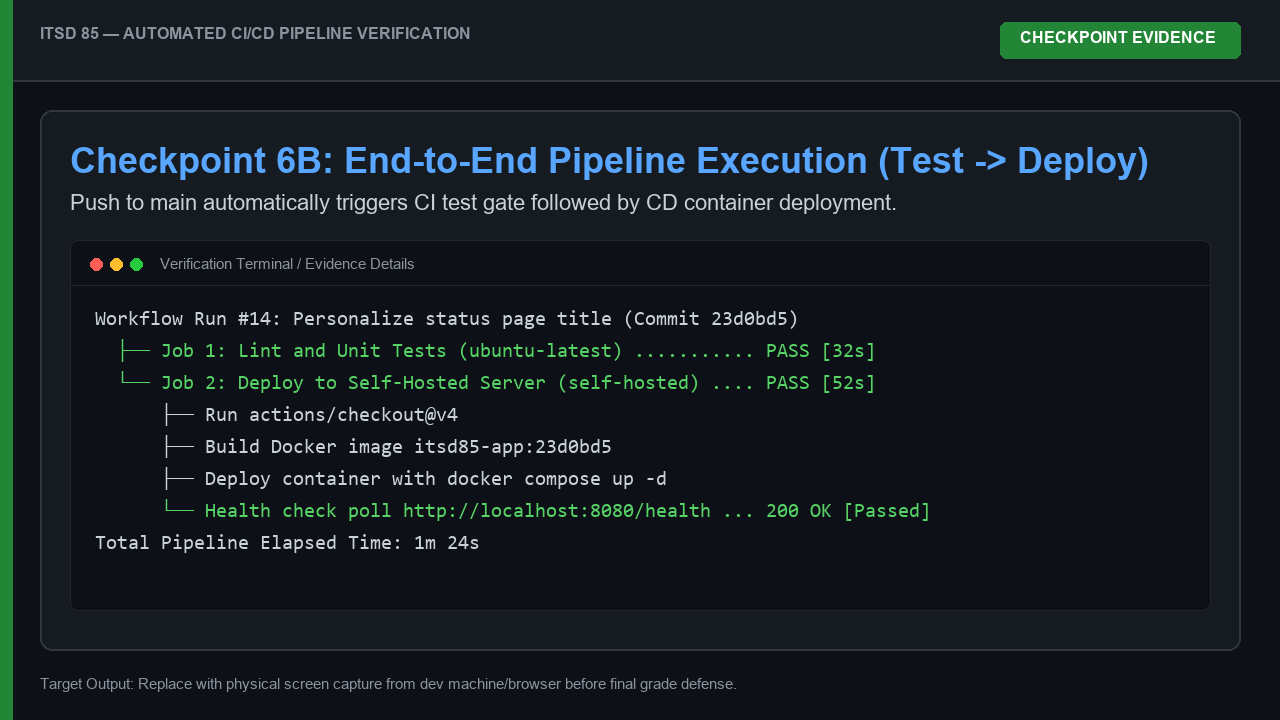 ITSD 85 — AUTOMATED CI/CD PIPELINE VERIFICATION
CHECKPOINT EVIDENCE
Checkpoint 6B: End-to-End Pipeline Execution (Test -> Deploy)
Push to main automatically triggers CI test gate followed by CD container deployment.
Verification Terminal / Evidence Details
Workflow Run #14: Personalize status page title (Commit 23d0bd5)
├── Job 1: Lint and Unit Tests (ubuntu-latest) ........... PASS [32s]
└── Job 2: Deploy to Self-Hosted Server (self-hosted) .... PASS [52s]
├── Run actions/checkout@v4
├── Build Docker image itsd85-app:23d0bd5
├── Deploy container with docker compose up -d
└── Health check poll http://localhost:8080/health ... 200 OK [Passed]
Total Pipeline Elapsed Time: 1m 24s
Target Output: Replace with physical screen capture from dev machine/browser before final grade defense.